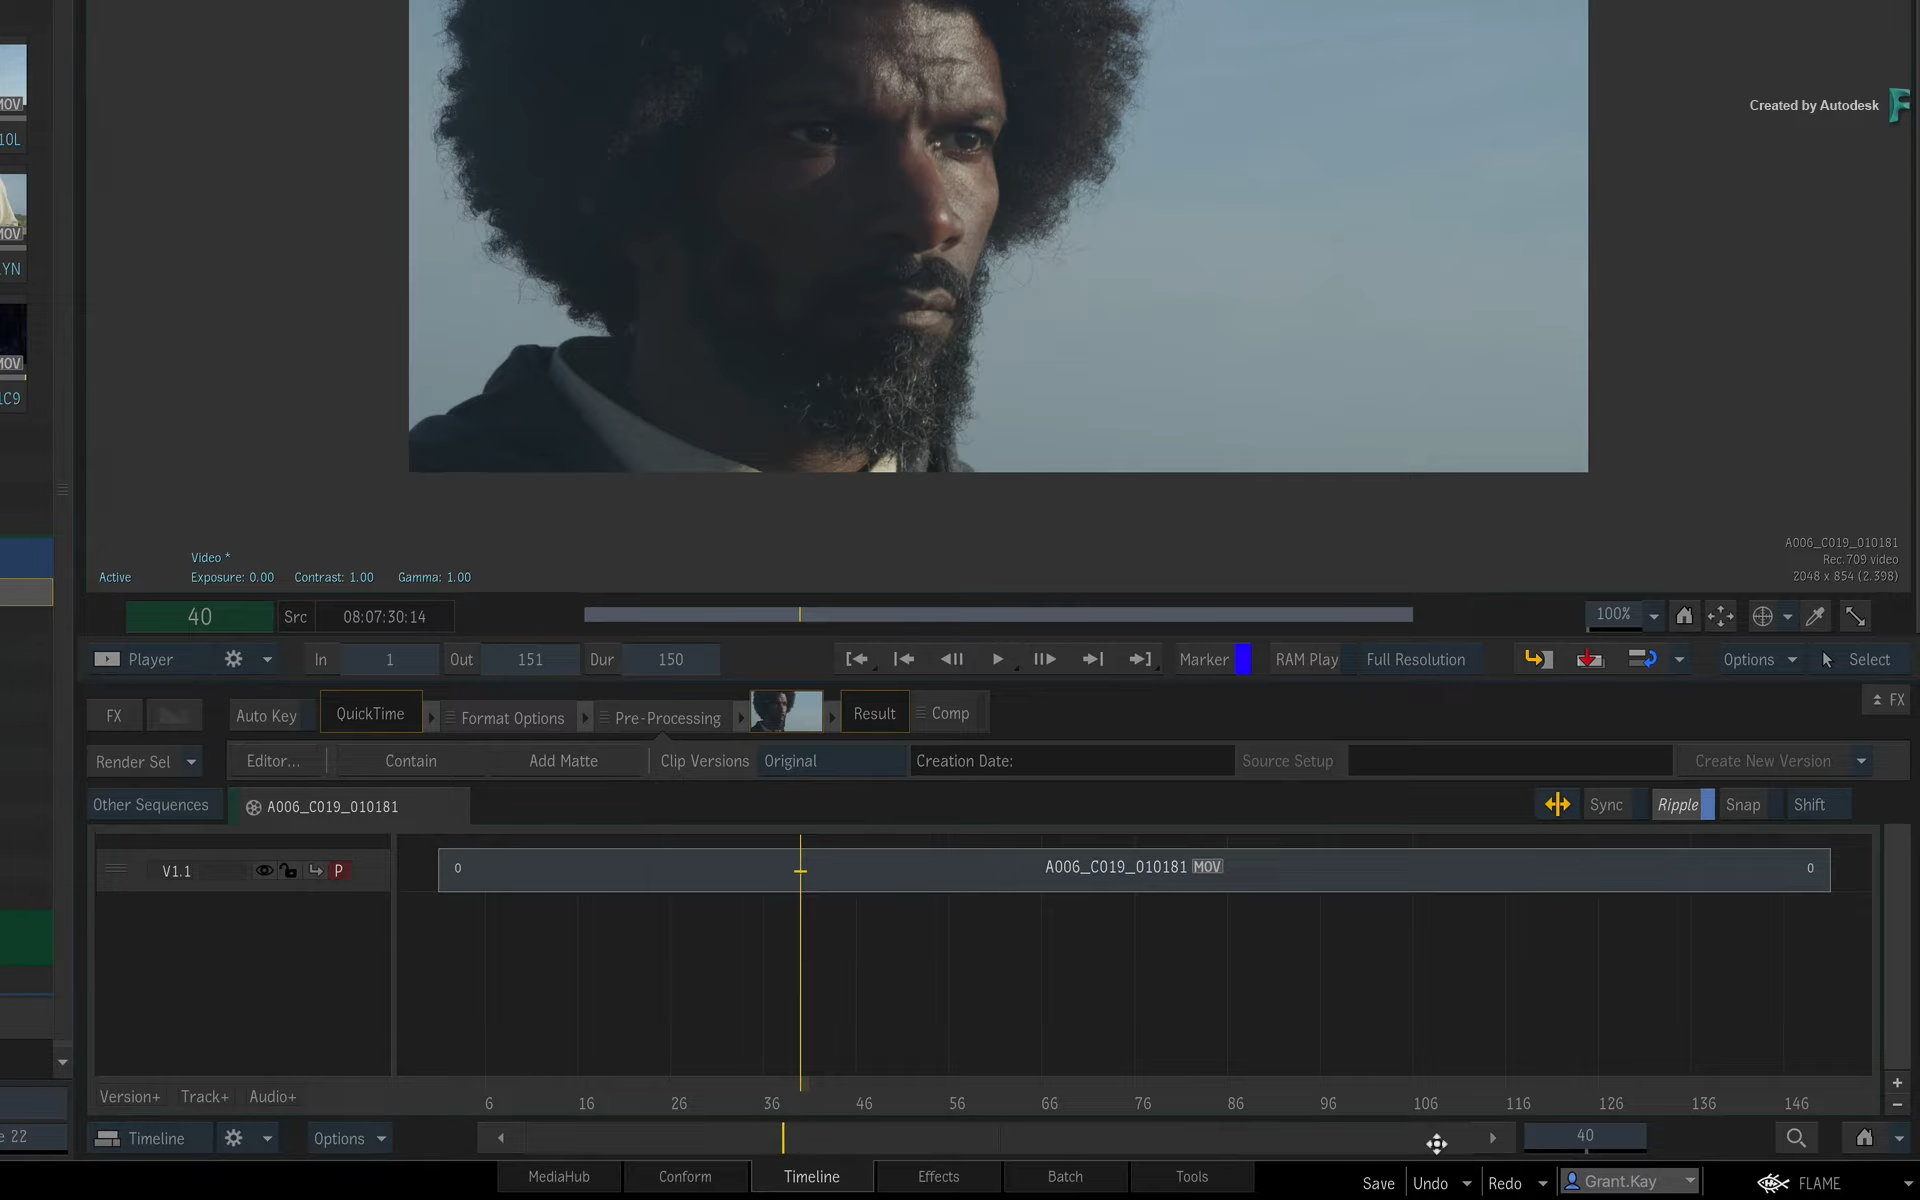 Created by Autodesk
MOV
10L
MOV
YN
MOV
1C9
Video *
Active Exposure: 0.00 Contrast: 1.00 Gamma: 1.00
A006_C019_010181
Rec.709 video
2048 x 854 (2.398)
40 Src 08:07:30:14 100%
Player In 1 Out 151 Dur 150 Marker RAM Play Full Resolution Options Select
FX Auto Key QuickTime Format Options Pre-Processing Result Comp FX
Render Sel Editor... Contain Add Matte Clip Versions Original Creation Date: Source Setup Create New Version
Other Sequences A006_C019_010181 Sync Ripple Snap Shift
V1.1 P 0 A006_C019_010181 MOV 0
Version+ Track+ Audio+ 6 16 26 36 46 56 66 76 86 96 106 116 126 136 146
e 22 Timeline Options 40
MediaHub Conform Timeline Effects Batch Tools Save Undo Redo Grant.Kay FLAME